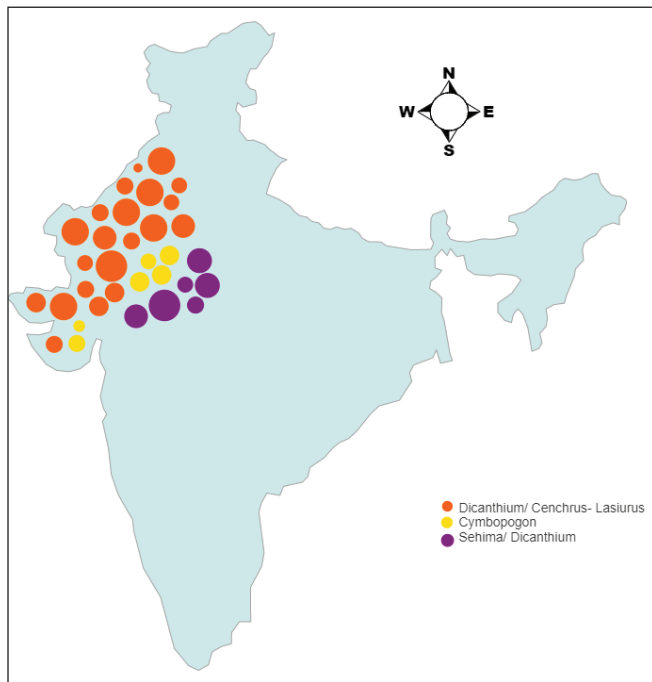 N
W E
S
Dicanthium/ Cenchrus- Lasiurus
Cymbopogon
Sehima/ Dicanthium